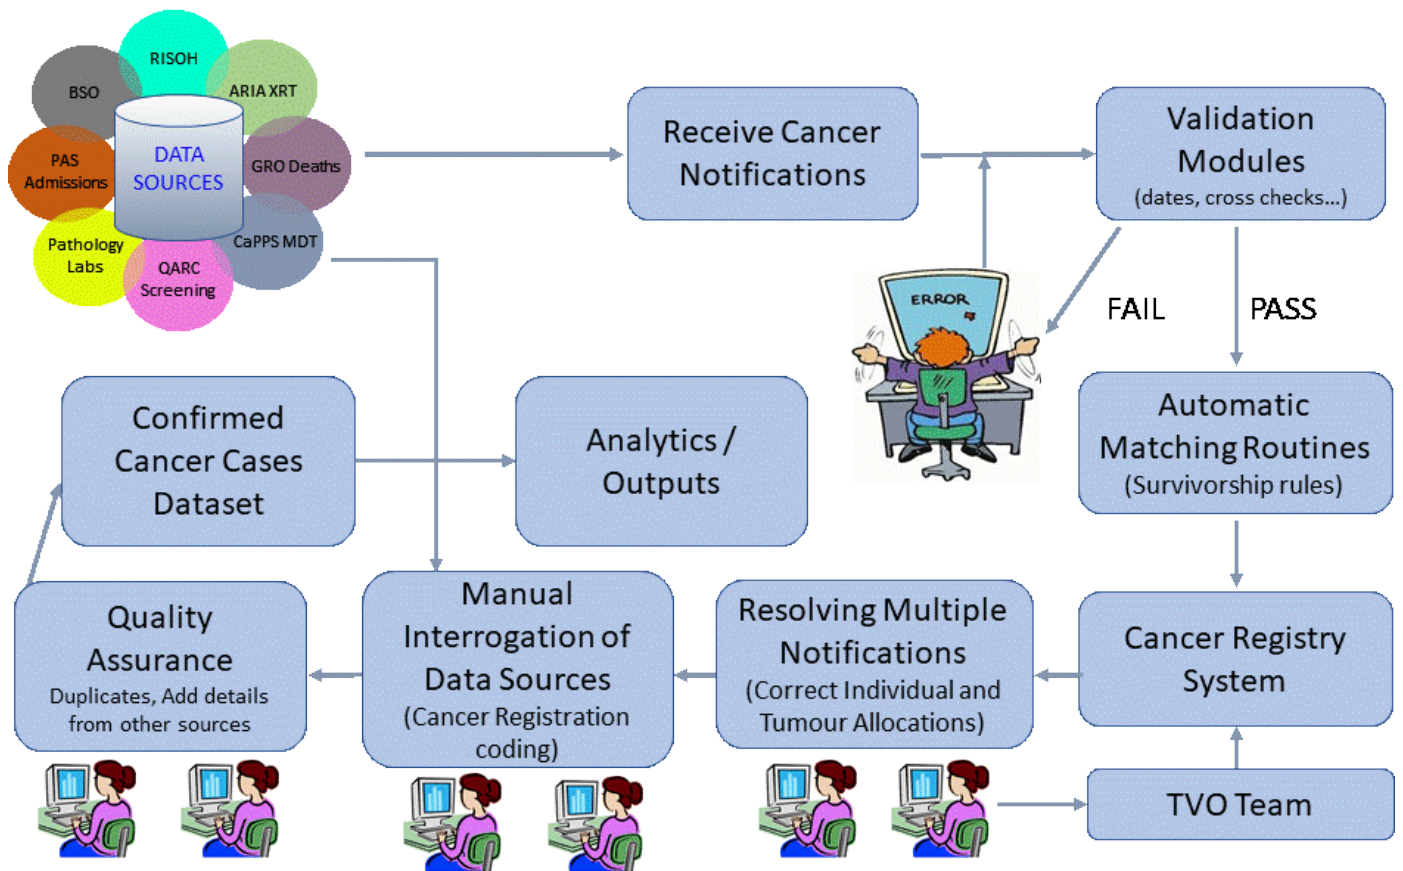 RISOH
BSO
ARIA XRT
DATA
SOURCES
PAS
Admissions
GRO Deaths
Pathology
Labs
CaPPS MDT
QARC
Screening
Receive Cancer
Notifications
Validation
Modules
(dates, cross checks...)
ERROR
FAIL
PASS
Confirmed
Cancer Cases
Dataset
Analytics /
Outputs
Automatic
Matching Routines
(Survivorship rules)
Quality
Assurance
Duplicates, Add details
from other sources
Manual
Interrogation of
Data Sources
(Cancer Registration
coding)
Resolving Multiple
Notifications
(Correct Individual and
Tumour Allocations)
Cancer Registry
System
TVO Team